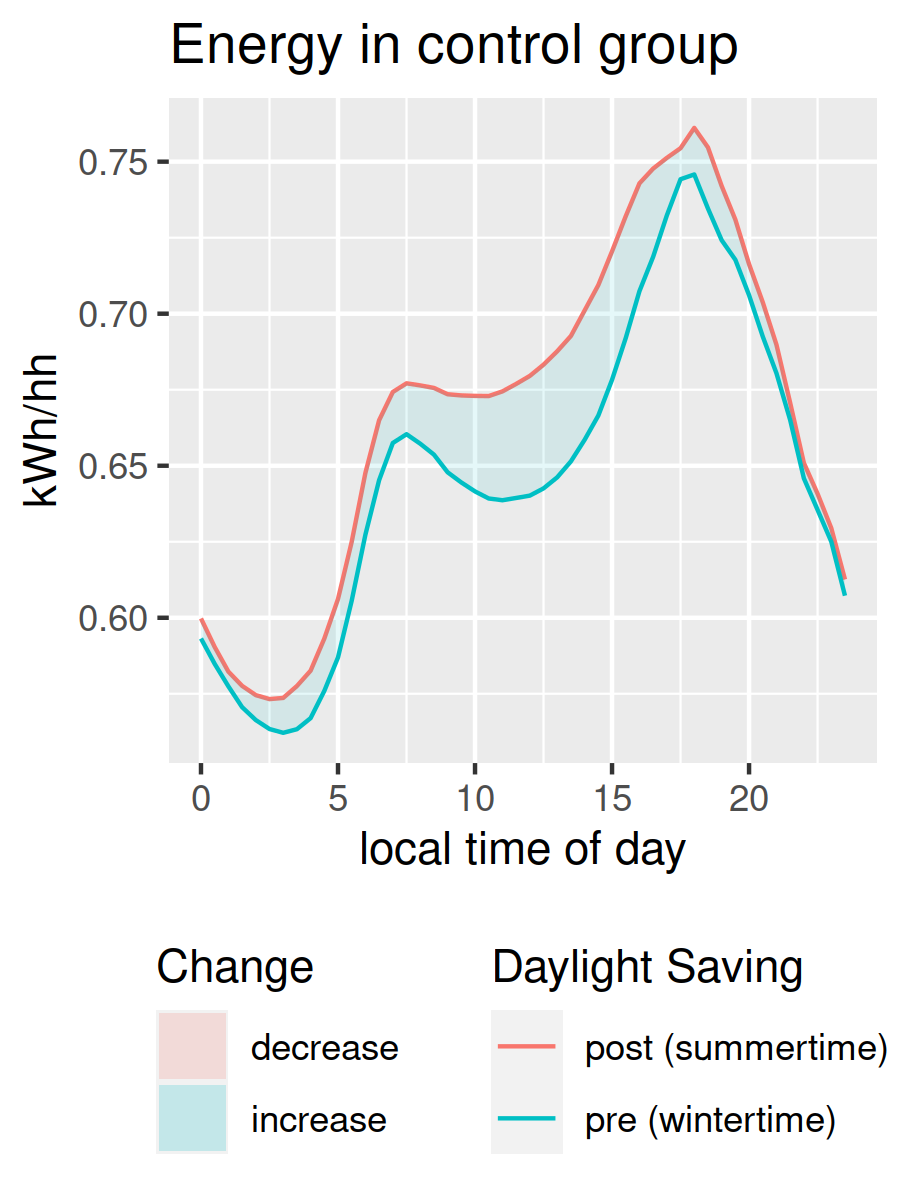 Energy in control group
kWh/hh
0.75
0.70
0.65
0.60
0 5 10 15 20
local time of day
Change
decrease
increase
Daylight Saving
post (summertime)
pre (wintertime)